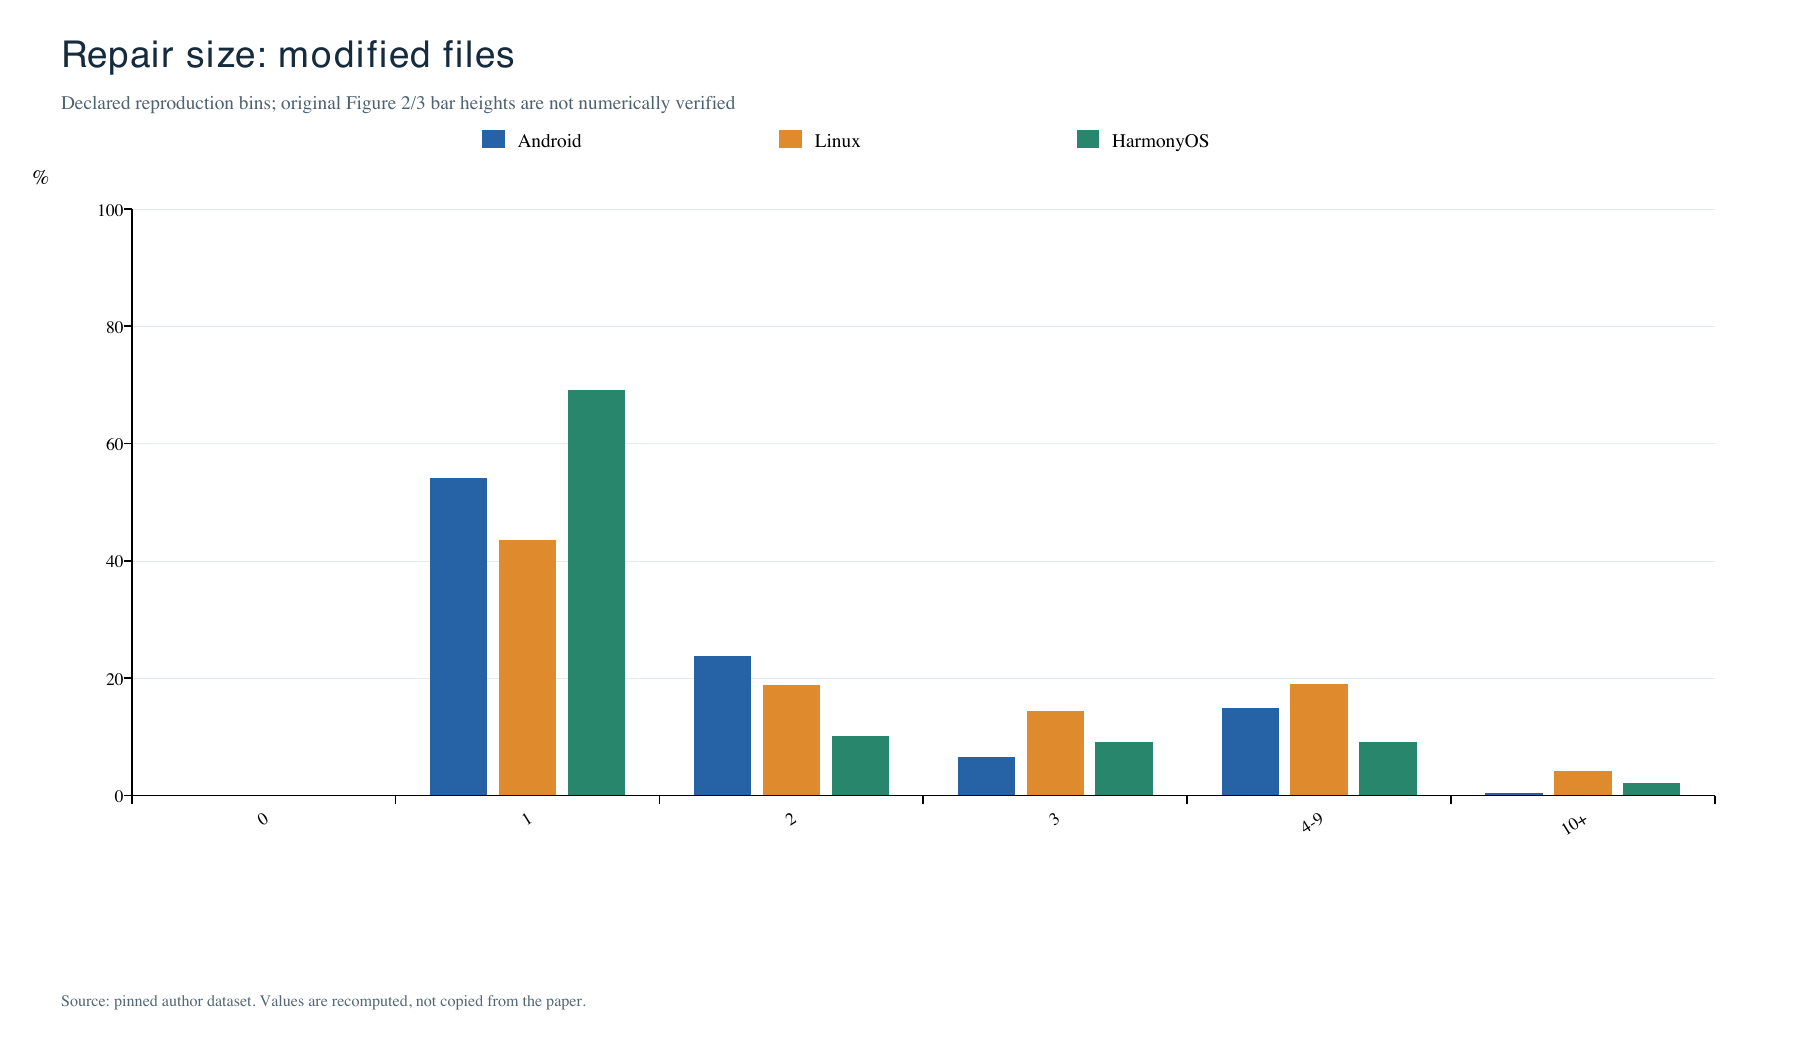 Repair size: modified files
Declared reproduction bins; original Figure 2/3 bar heights are not numerically verified
Android Linux HarmonyOS
%
100
80
60
40
20
0
0 1 2 3 4-9 10+
Source: pinned author dataset. Values are recomputed, not copied from the paper.